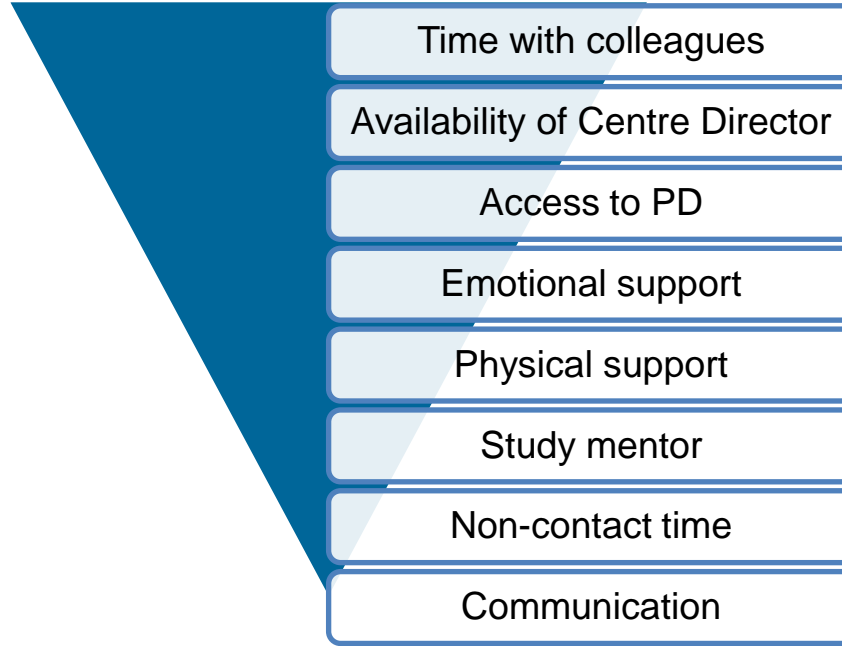 Time with colleagues
Availability of Centre Director
Access to PD
Emotional support
Physical support
Study mentor
Non-contact time
Communication